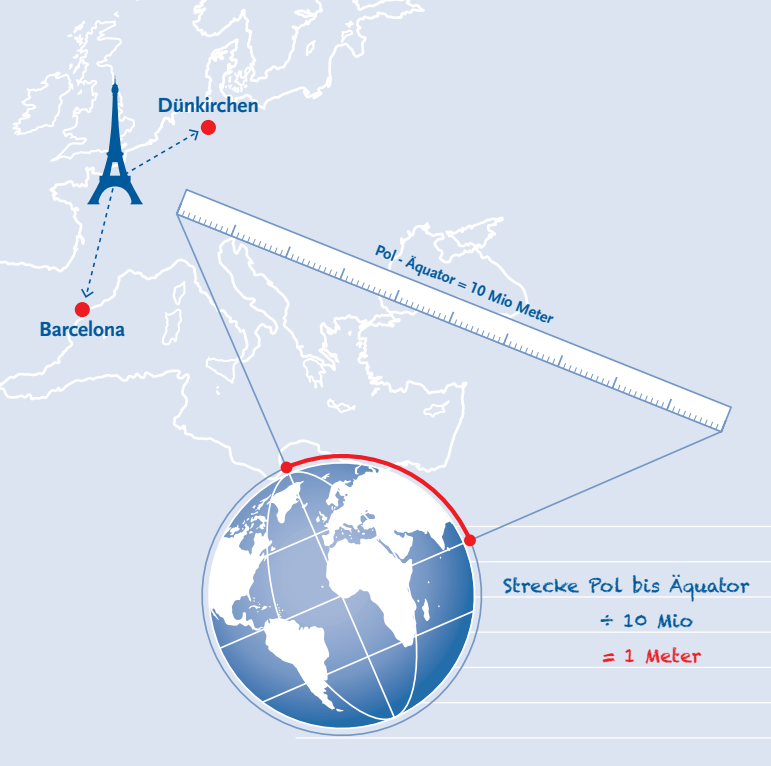 Dünkirchen
Pol - Äquator = 10 Mio Meter
Barcelona
Strecke Pol bis Äquator
÷ 10 Mio
= 1 Meter